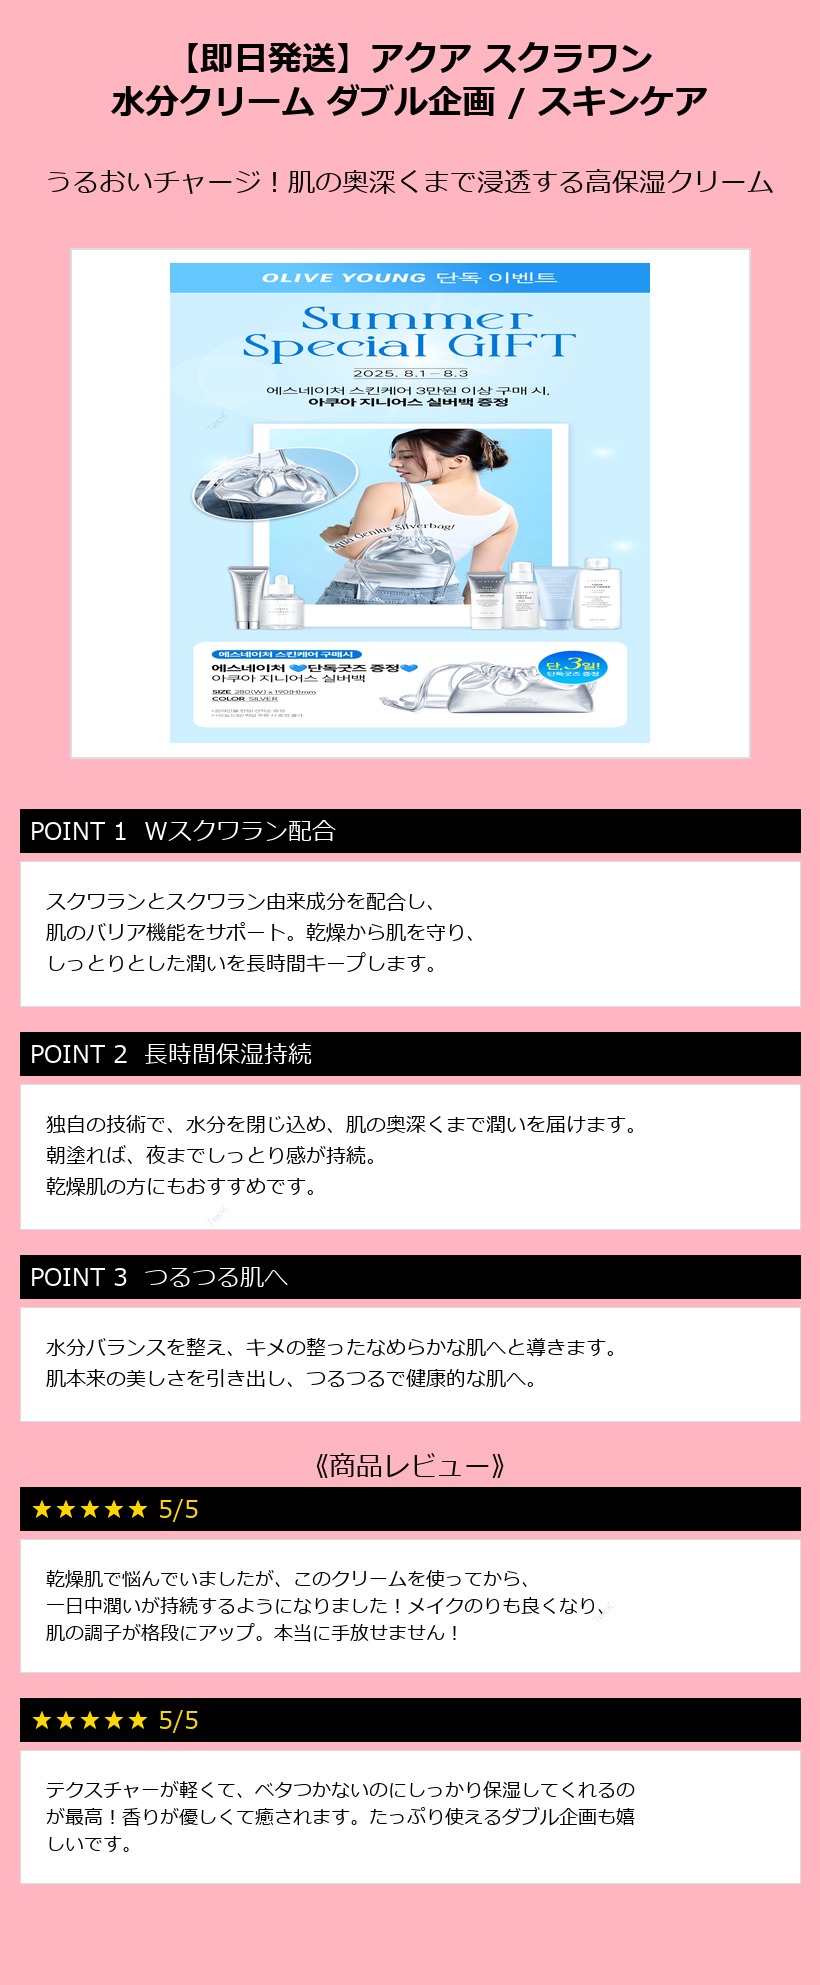 【即日発送】アクア スクラワン
水分クリーム ダブル企画 / スキンケア
うるおいチャージ！肌の奥深くまで浸透する高保湿クリーム
OLIVE YOUNG 단독 이벤트
Summer
Special GIFT
2025. 8.1 – 8.3
에스네이처 스킨케어 3만원 이상 구매 시,
아쿠아 지니어스 실버백 증정
Aqua Genius Silverbag!
에스네이처 스킨케어 구매시
에스네이처 💙단독굿즈 증정💙
아쿠아 지니어스 실버백
SIZE 280(W) x 190(H)mm
COLOR SILVER
단, 3일!
단독굿즈 증정
POINT 1 Wスクワラン配合
スクワランとスクワラン由来成分を配合し、
肌のバリア機能をサポート。乾燥から肌を守り、
しっとりとした潤いを長時間キープします。
POINT 2 長時間保湿持続
独自の技術で、水分を閉じ込め、肌の奥深くまで潤いを届けます。
朝塗れば、夜までしっとり感が持続。
乾燥肌の方にもおすすめです。
POINT 3 つるつる肌へ
水分バランスを整え、キメの整ったなめらかな肌へと導きます。
肌本来の美しさを引き出し、つるつるで健康的な肌へ。
《商品レビュー》
★★★★★ 5/5
乾燥肌で悩んでいましたが、このクリームを使ってから、
一日中潤いが持続するようになりました！メイクのりも良くなり、
肌の調子が格段にアップ。本当に手放せません！
★★★★★ 5/5
テクスチャーが軽くて、ベタつかないのにしっかり保湿してくれるの
が最高！香りが優しくて癒されます。たっぷり使えるダブル企画も嬉
しいです。